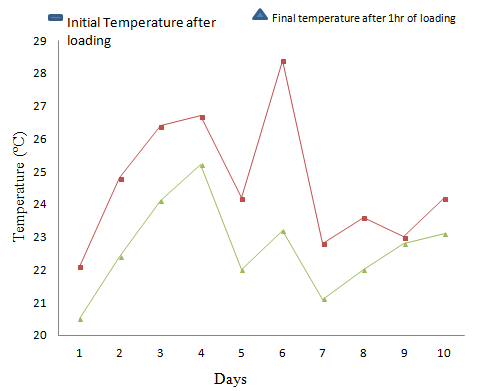 Initial Temperature after
loading
Final temperature after 1hr of loading
29
28
27
26
25
24
23
22
21
20
Temperature (°C)
1 2 3 4 5 6 7 8 9 10
Days